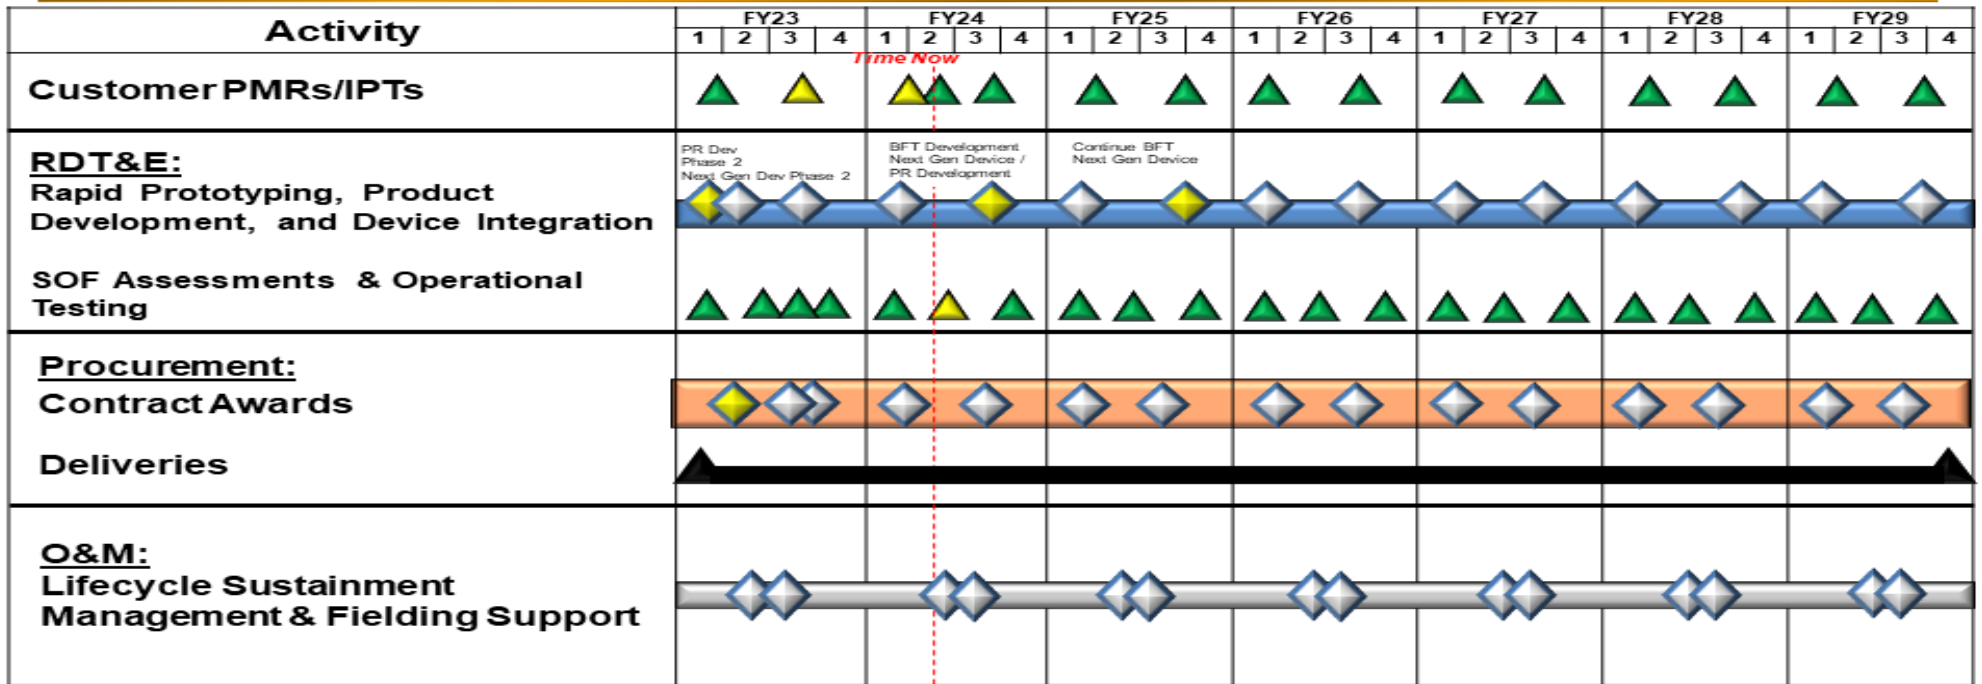 Activity
FY23 FY24 FY25 FY26 FY27 FY28 FY29
1 2 3 4 1 2 3 4 1 2 3 4 1 2 3 4 1 2 3 4 1 2 3 4 1 2 3 4
Time Now
Customer PMRs/IPTs
RDT&E:
Rapid Prototyping, Product
Development, and Device Integration
PR Dev
Phase 2
Next Gen Dev Phase 2
BFT Development
Next Gen Device /
PR Development
Continue BFT
Next Gen Device
SOF Assessments & Operational
Testing
Procurement:
Contract Awards
Deliveries
O&M:
Lifecycle Sustainment
Management & Fielding Support